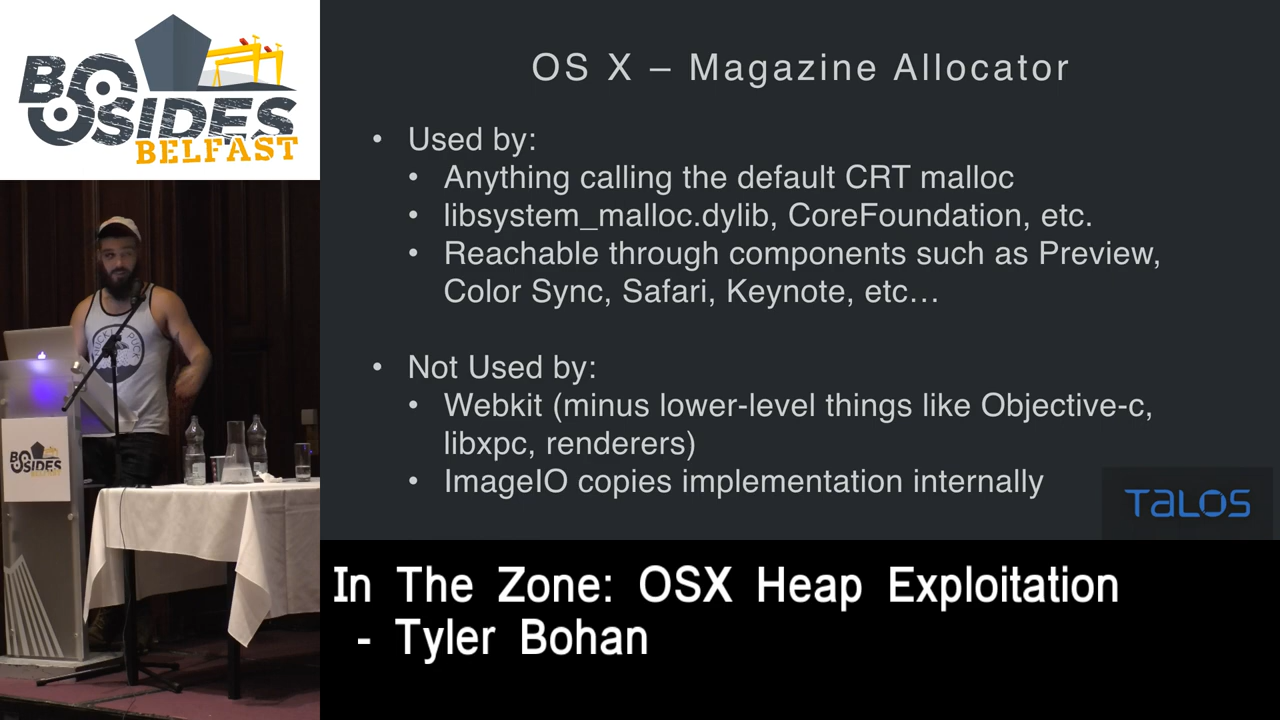 BSIDES
BELFAST
OS X – Magazine Allocator
• Used by:
• Anything calling the default CRT malloc
• libsystem_malloc.dylib, CoreFoundation, etc.
• Reachable through components such as Preview,
Color Sync, Safari, Keynote, etc…
• Not Used by:
• Webkit (minus lower-level things like Objective-c,
libxpc, renderers)
• ImageIO copies implementation internally
TALOS
BSIDES
BELFAST
In The Zone: OSX Heap Exploitation
- Tyler Bohan